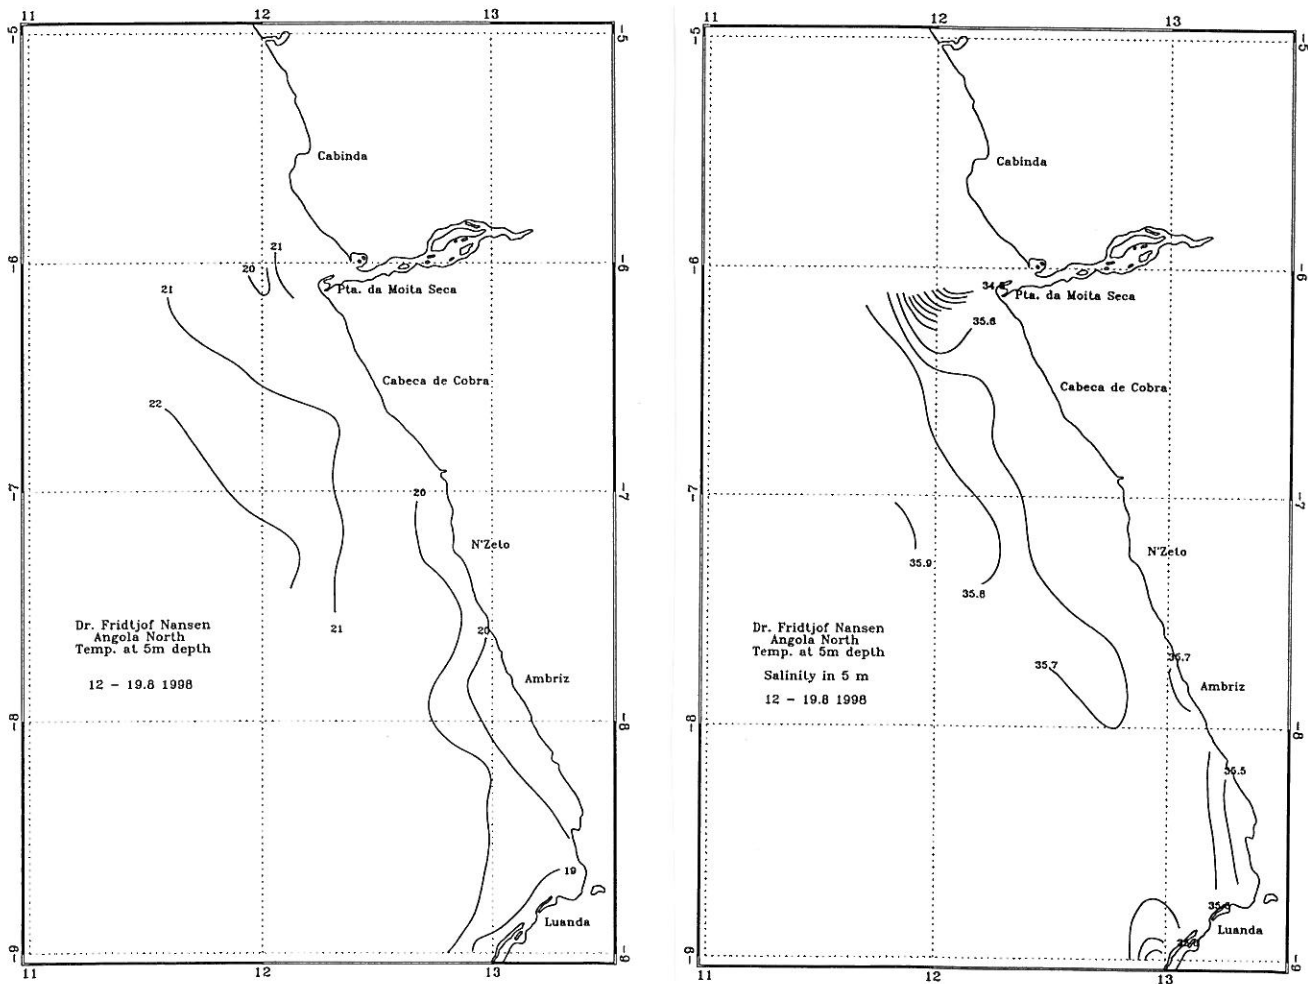 11
12
13
-5
-5
Cabinda
21
20
-6
-6
21
Pta. da Moita Seca
Cabeca de Cobra
22
20
-7
-7
N'Zeto
Dr. Fridtjof Nansen
Angola North
Temp. at 5m depth
12 - 19.8 1998
21
20
Ambriz
-8
-8
19
Luanda
-9
-9
11
12
13
11
12
13
-5
-5
Cabinda
-6
-6
Pta. da Moita Seca
35.6
Cabeca de Cobra
-7
-7
N'Zeto
35.9
35.8
Dr. Fridtjof Nansen
Angola North
Temp. at 5m depth
Salinity in 5 m
12 - 19.8 1998
35.7
35.7
Ambriz
-8
-8
35.5
Luanda
-9
-9
11
12
13